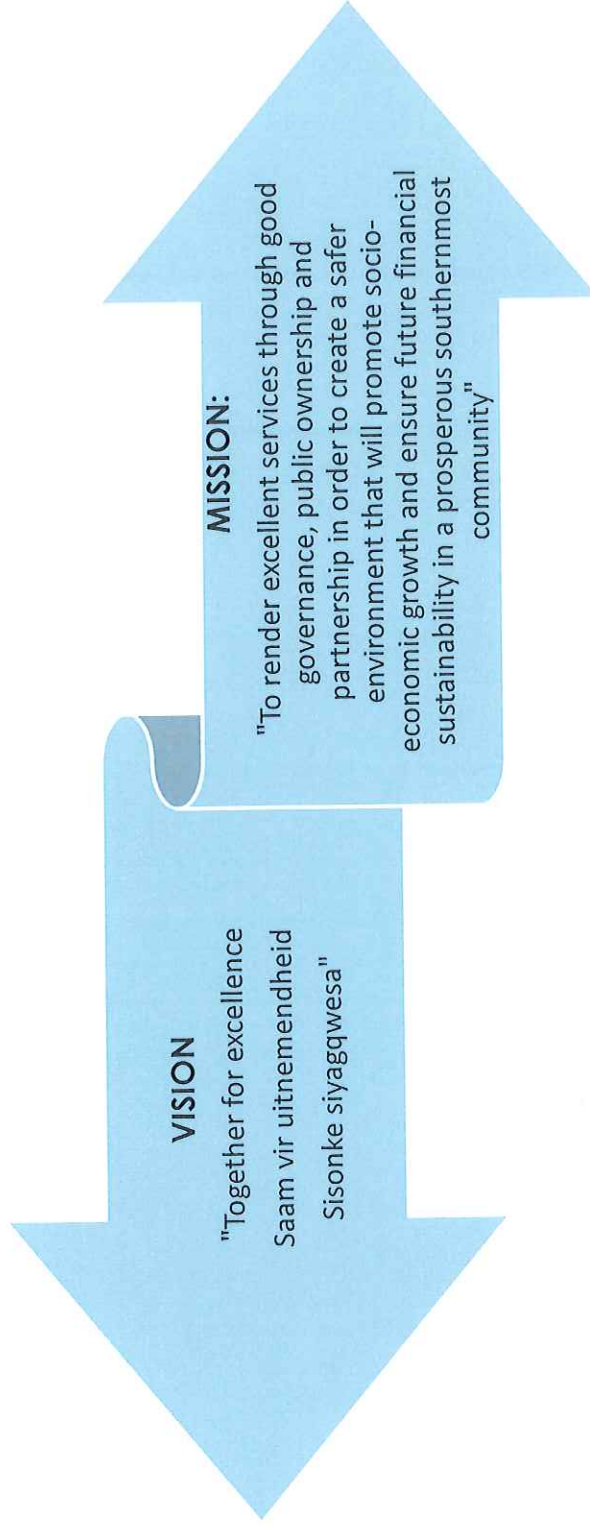 VISION
"Together for excellence
Saam vir uitnemendheid
Sisonke siyagqwesa"
MISSION:
"To render excellent services through good
governance, public ownership and
partnership in order to create a safer
environment that will promote socio-
economic growth and ensure future financial
sustainability in a prosperous southernmost
community"